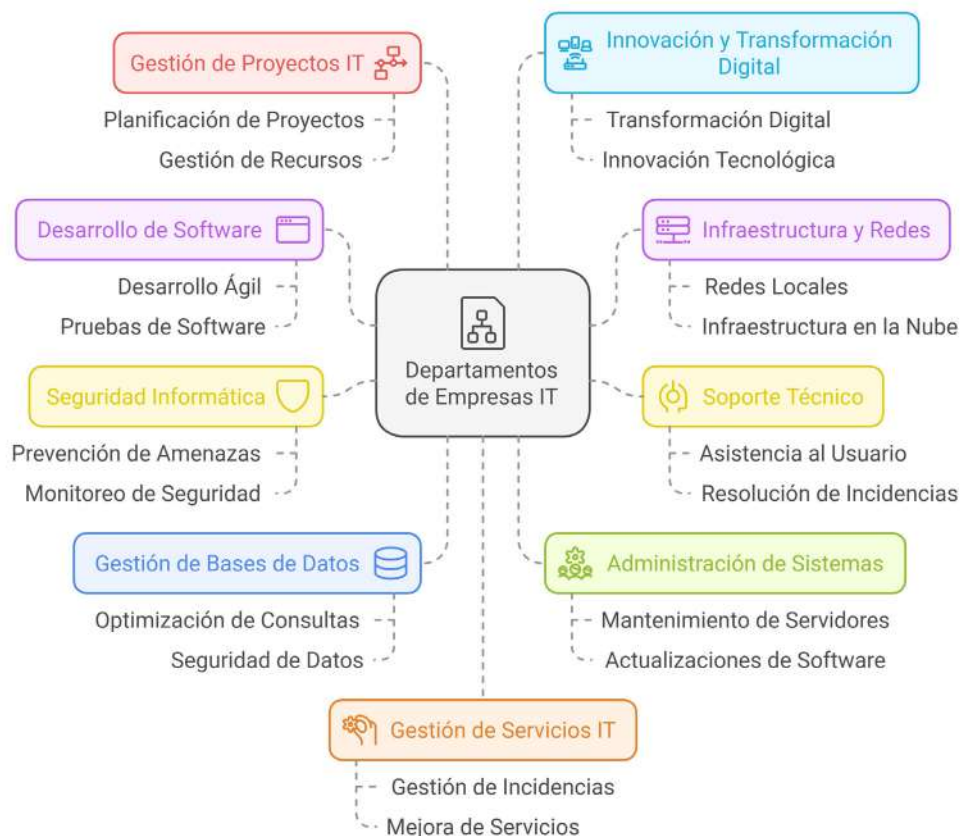 Gestión de Proyectos IT
Planificación de Proyectos
Gestión de Recursos
Innovación y Transformación
Digital
Transformación Digital
Innovación Tecnológica
Desarrollo de Software
Desarrollo Ágil
Pruebas de Software
Infraestructura y Redes
Redes Locales
Infraestructura en la Nube
Departamentos
de Empresas IT
Seguridad Informática
Prevención de Amenazas
Monitoreo de Seguridad
Soporte Técnico
Asistencia al Usuario
Resolución de Incidencias
Gestión de Bases de Datos
Optimización de Consultas
Seguridad de Datos
Administración de Sistemas
Mantenimiento de Servidores
Actualizaciones de Software
Gestión de Servicios IT
Gestión de Incidencias
Mejora de Servicios